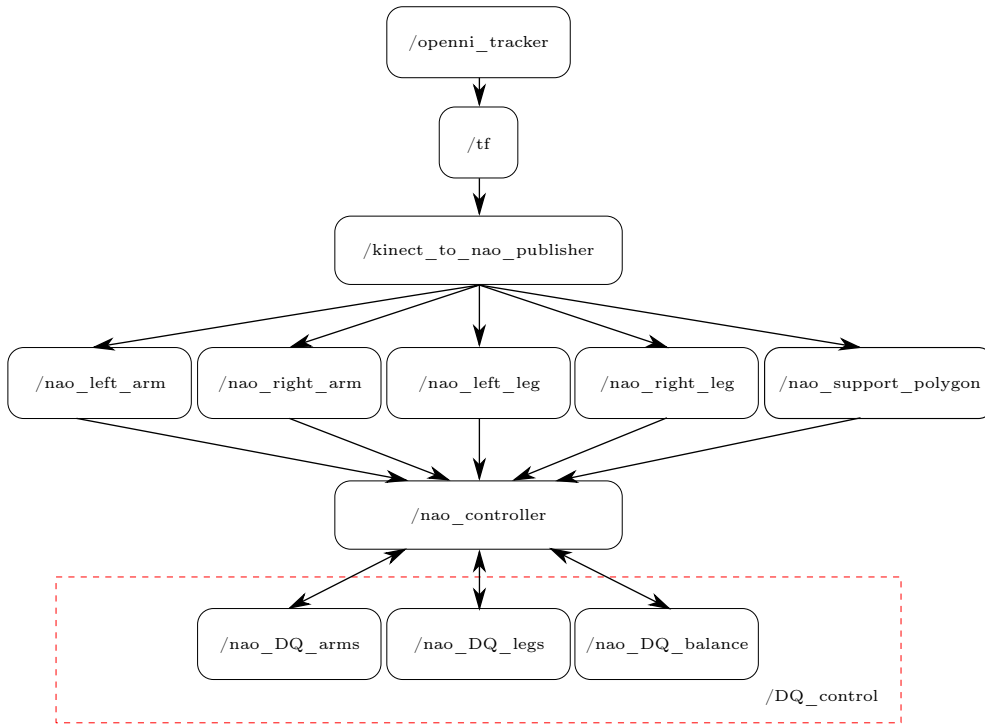 /openni_tracker
/tf
/kinect_to_nao_publisher
/nao_left_arm
/nao_right_arm
/nao_left_leg
/nao_right_leg
/nao_support_polygon
/nao_controller
/nao_DQ_arms
/nao_DQ_legs
/nao_DQ_balance
/DQ_control